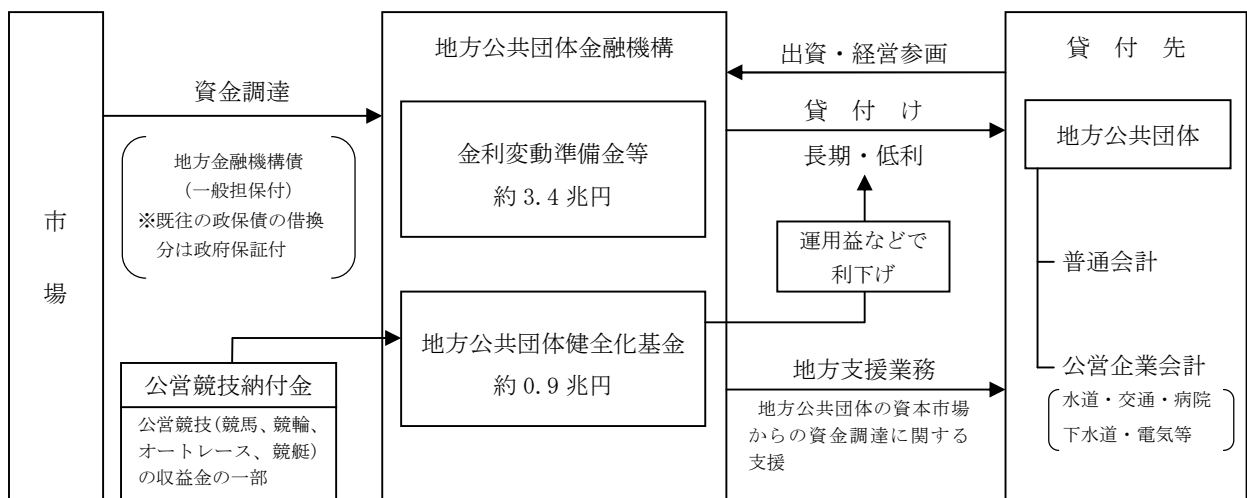 市
場
資金調達
地方金融機構債
(一般担保付)
※既往の政保債の借換
分は政府保証付
公営競技納付金
公営競技(競馬、競輪、
オートレース、競艇)
の収益金の一部
地方公共団体金融機構
金利変動準備金等
約 3.4 兆円
地方公共団体健全化基金
約 0.9 兆円
出資・経営参画
貸 付 け
長期・低利
運用益などで
利下げ
地方支援業務
地方公共団体の資本市場
からの資金調達に関する
支援
貸 付 先
地方公共団体
普通会計
公営企業会計
水道・交通・病院
下水道・電気等